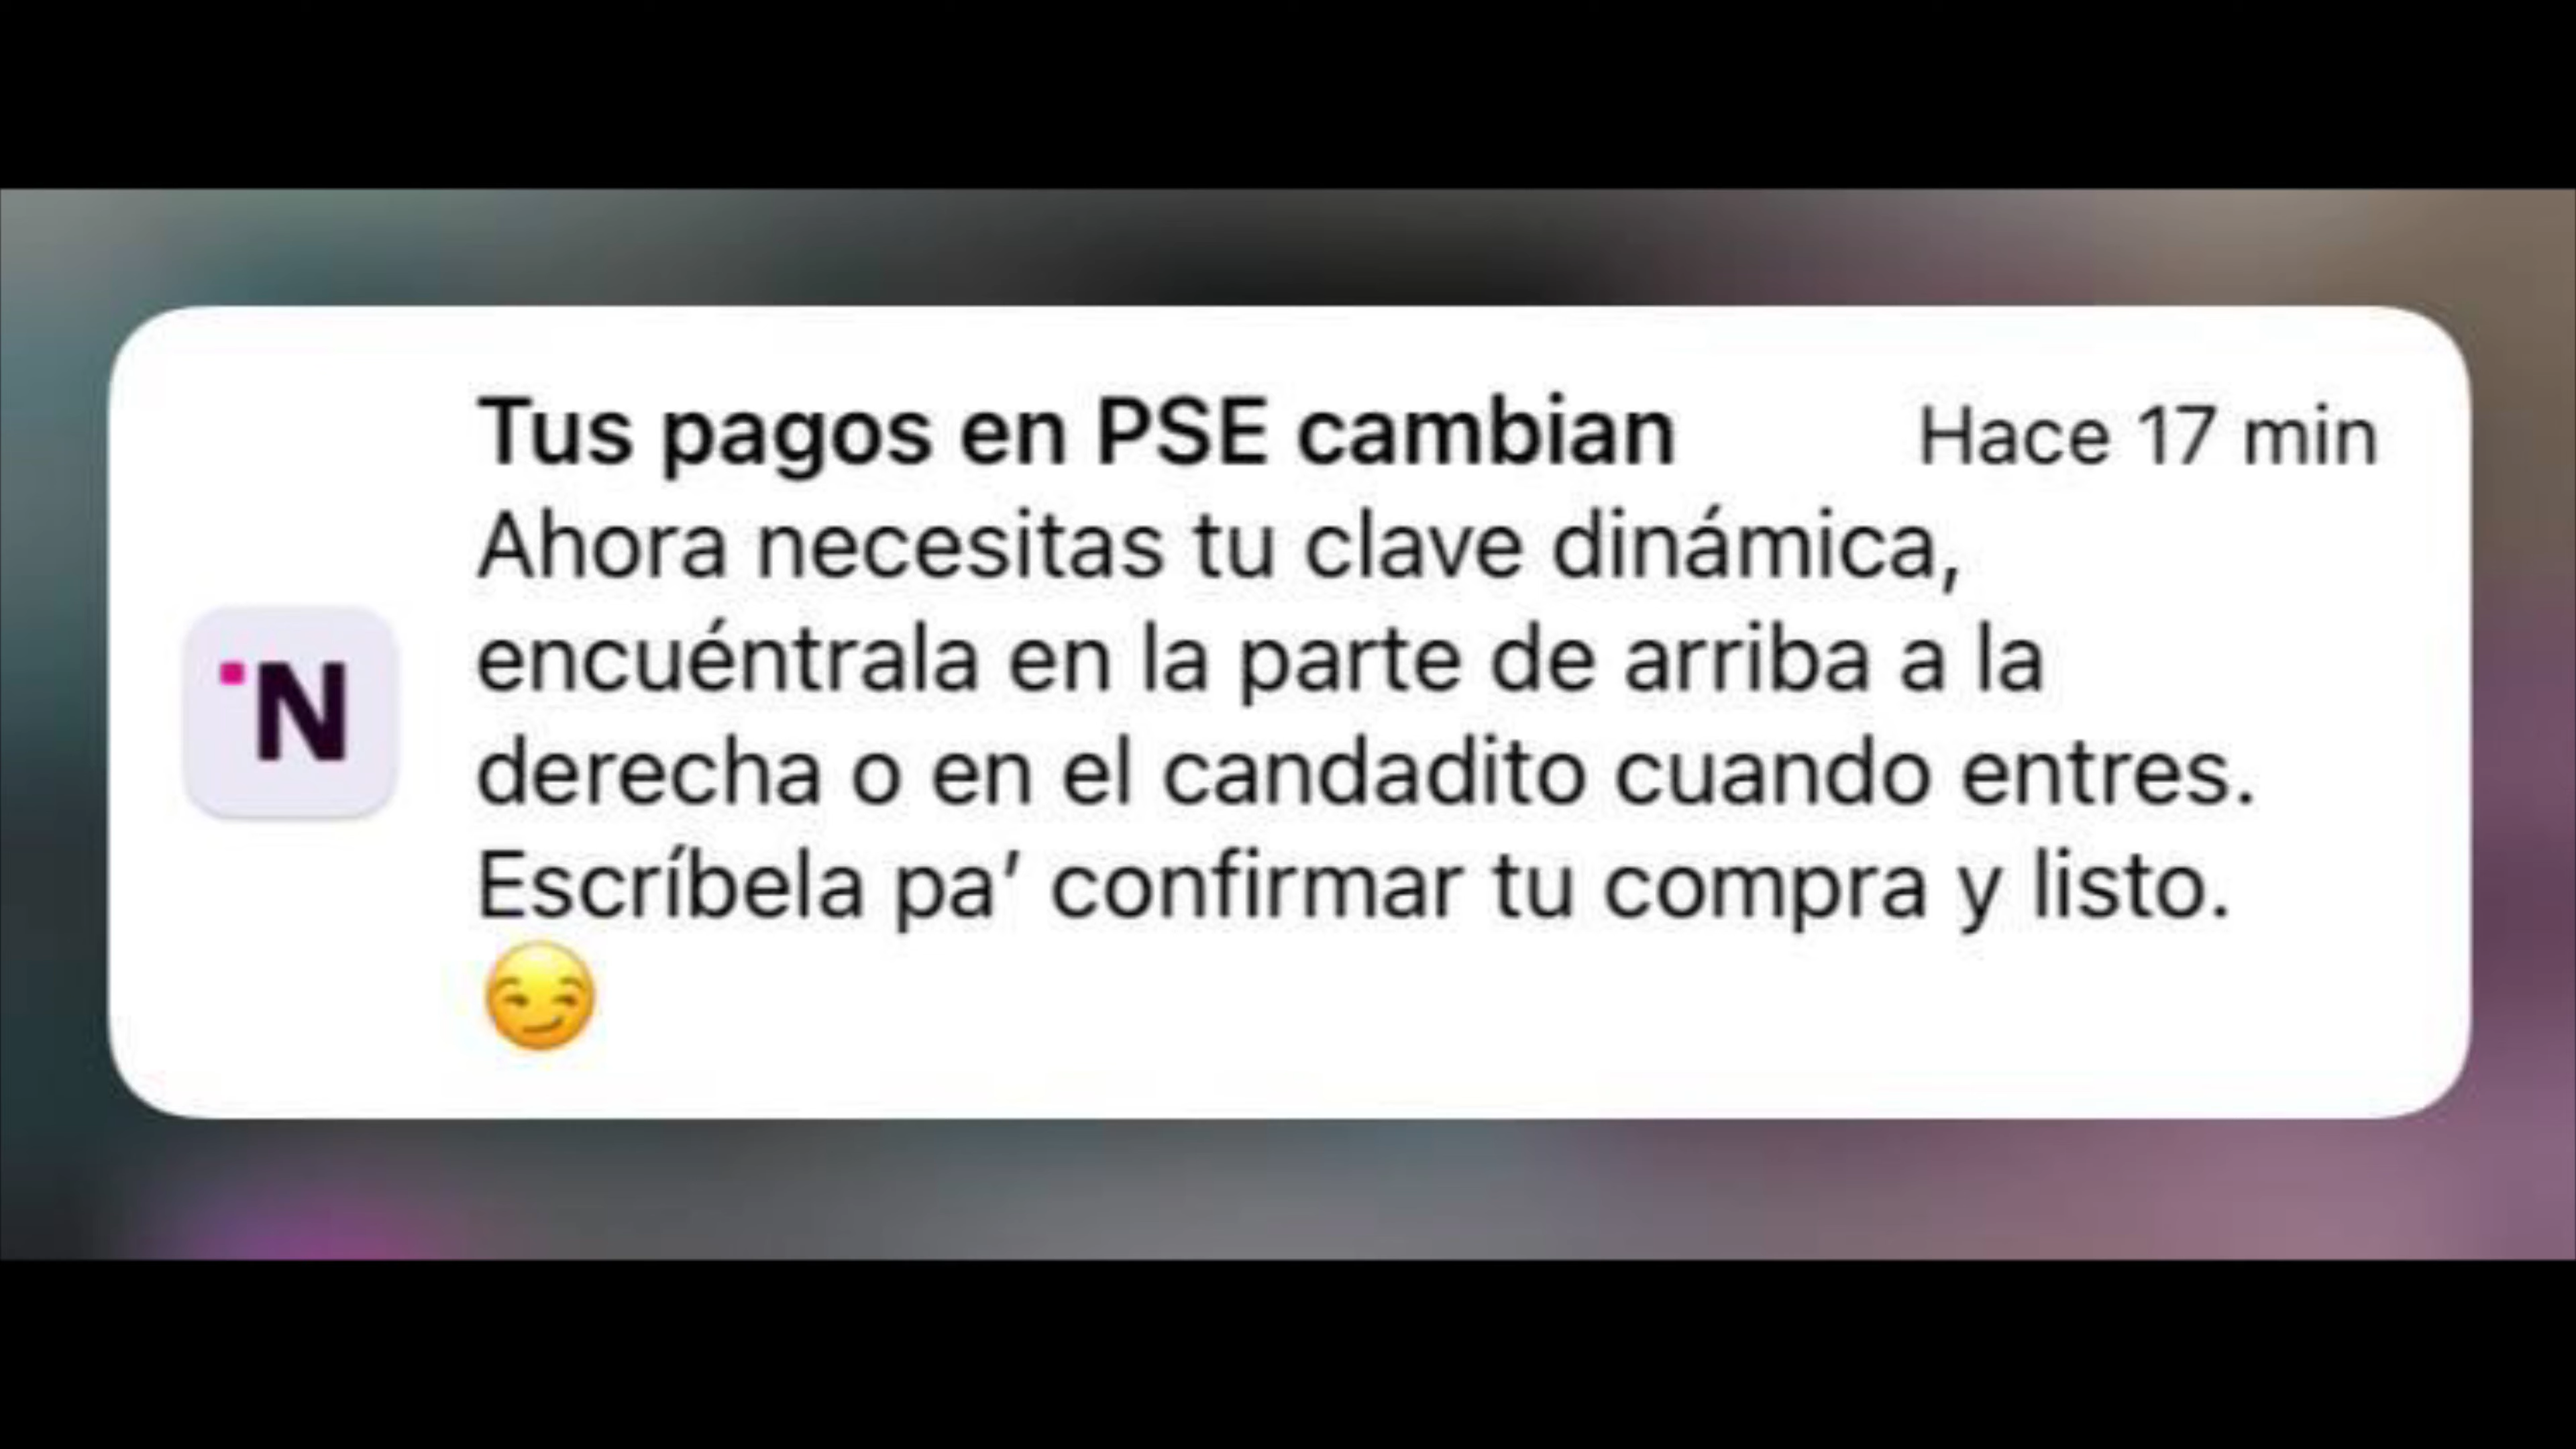 Tus pagos en PSE cambian
Hace 17 min
Ahora necesitas tu clave dinámica,
encuéntrala en la parte de arriba a la
derecha o en el candadito cuando entres.
Escríbela pa’ confirmar tu compra y listo.
😏
N